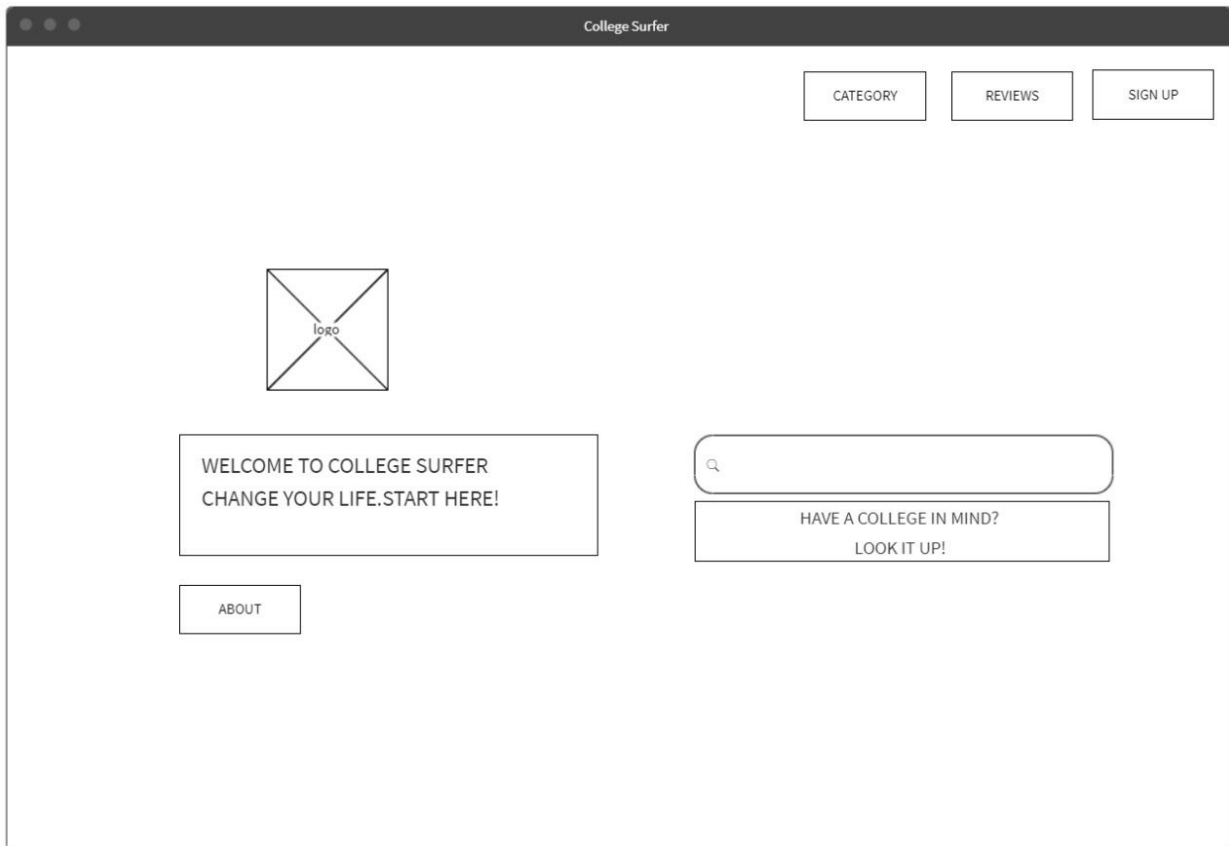 College Surfer
CATEGORY
REVIEWS
SIGN UP
logo
WELCOME TO COLLEGE SURFER
CHANGE YOUR LIFE.START HERE!
HAVE A COLLEGE IN MIND?
LOOK IT UP!
ABOUT